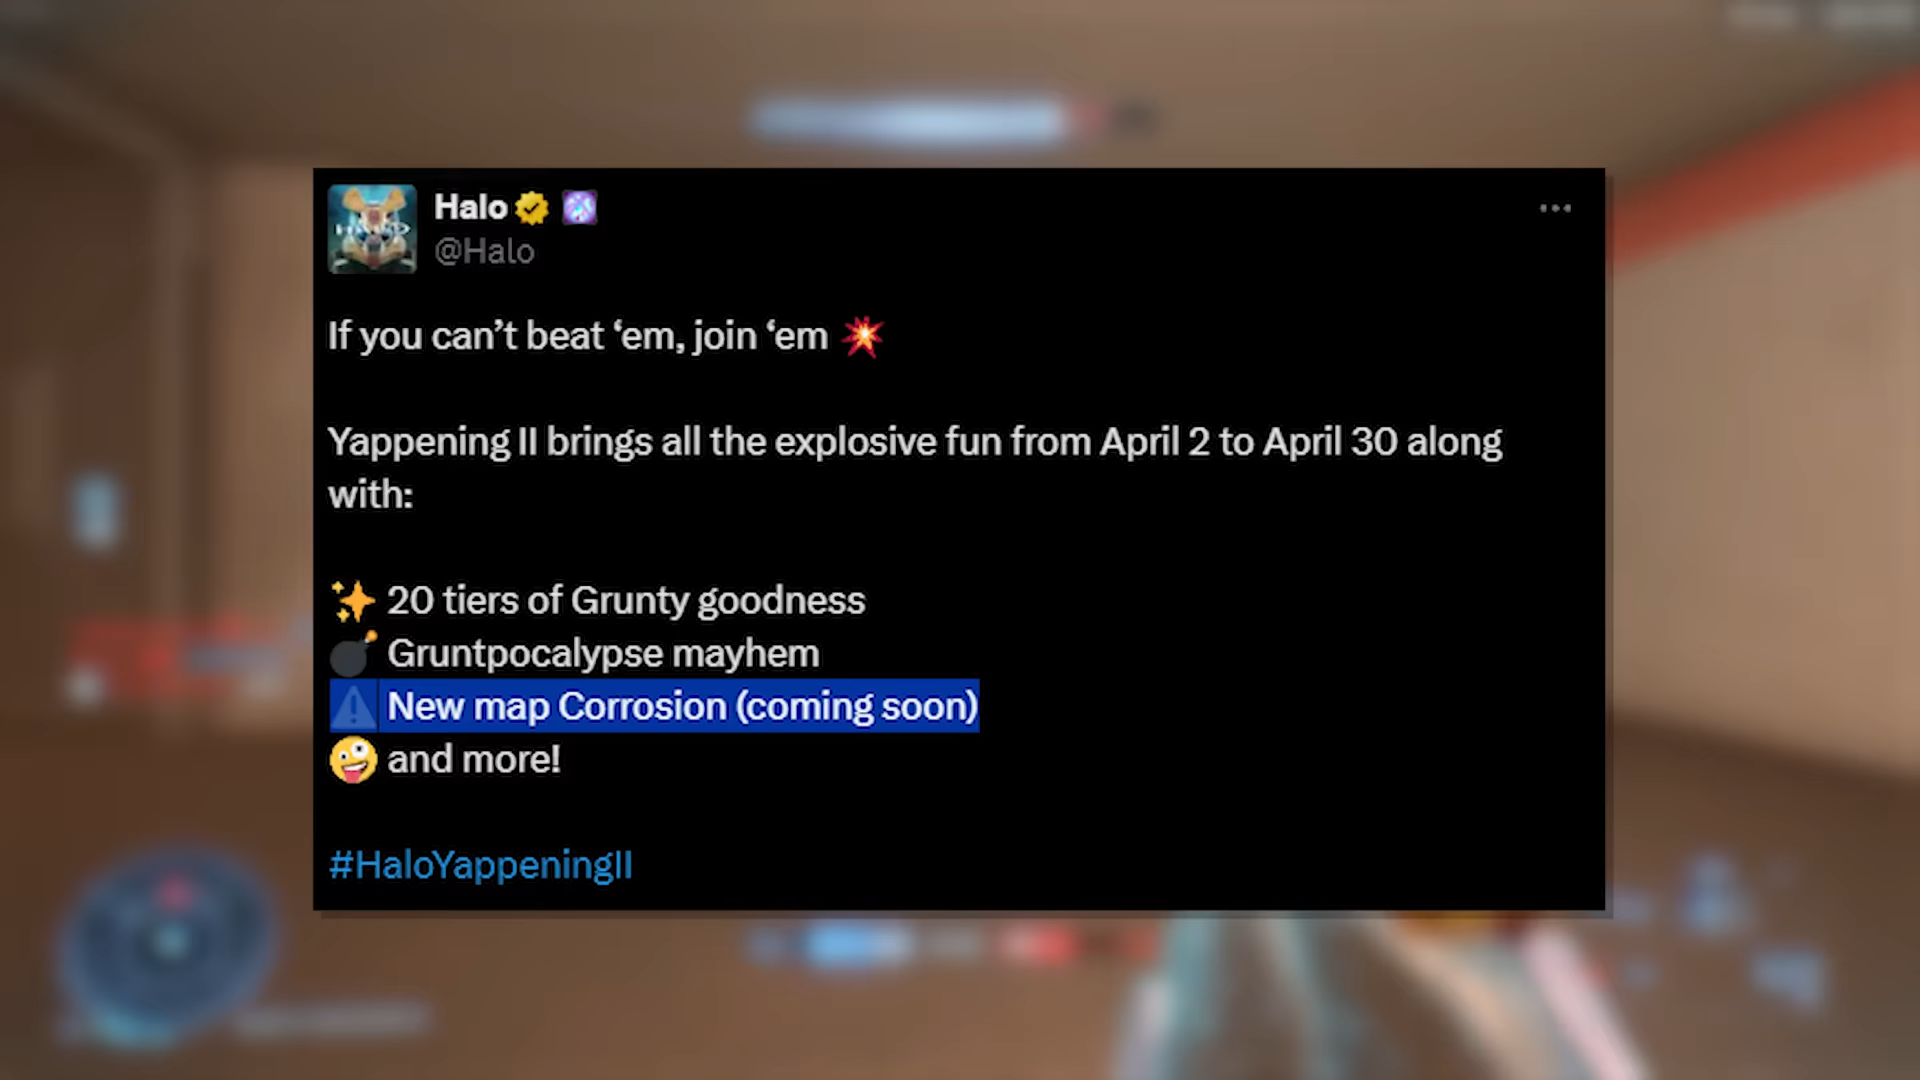 Halo
@Halo
If you can’t beat ‘em, join ‘em 💥
Yappening II brings all the explosive fun from April 2 to April 30 along
with:
✨ 20 tiers of Grunty goodness
💣 Gruntpocalypse mayhem
⚠ New map Corrosion (coming soon)
🤪 and more!
#HaloYappeningII